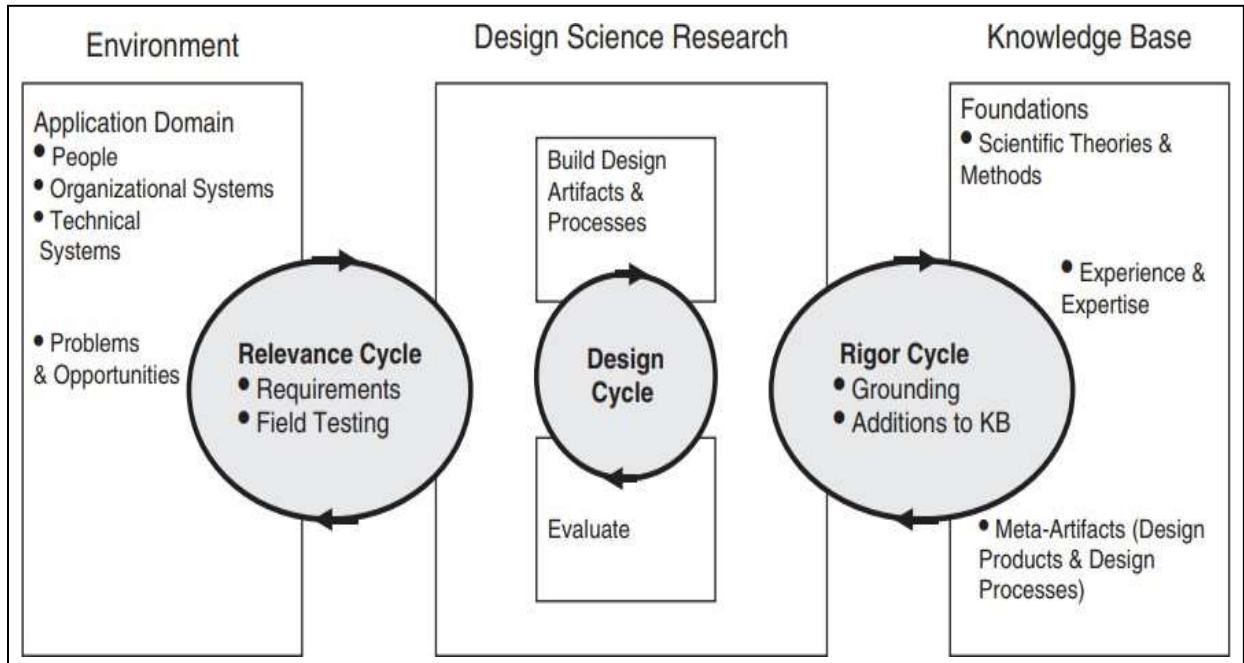 Environment
Design Science Research
Knowledge Base
Application Domain
• People
• Organizational Systems
• Technical
Systems
• Problems
& Opportunities
Relevance Cycle
• Requirements
• Field Testing
Build Design
Artifacts &
Processes
Design
Cycle
Evaluate
Rigor Cycle
• Grounding
• Additions to KB
Foundations
• Scientific Theories &
Methods
• Experience &
Expertise
• Meta-Artifacts (Design
Products & Design
Processes)